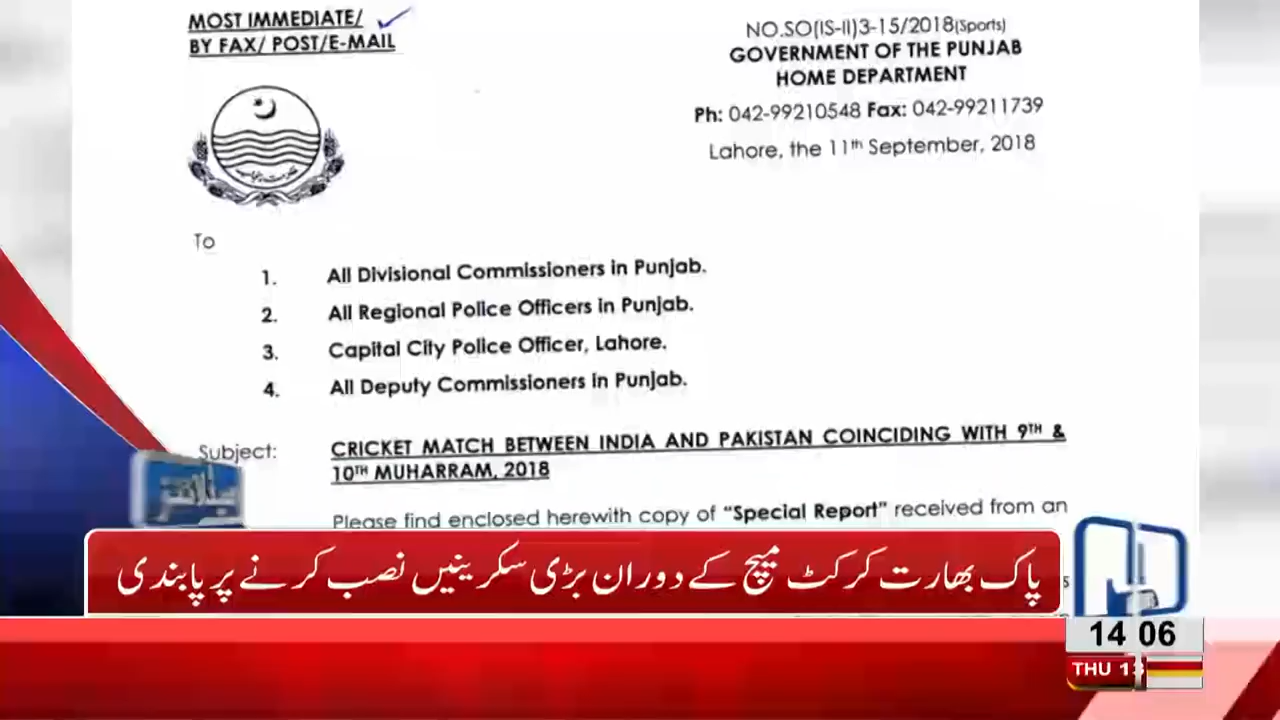 MOST IMMEDIATE/
BY FAX/ POST/E-MAIL
NO.SO(IS-II)3-15/2018(Sports)
GOVERNMENT OF THE PUNJAB
HOME DEPARTMENT
Ph: 042-99210548 Fax: 042-99211739
Lahore, the 11th September, 2018
To
1. All Divisional Commissioners in Punjab.
2. All Regional Police Officers in Punjab.
3. Capital City Police Officer, Lahore.
4. All Deputy Commissioners in Punjab.
Subject: CRICKET MATCH BETWEEN INDIA AND PAKISTAN COINCIDING WITH 9TH &
10TH MUHARRAM, 2018
Please find enclosed herewith copy of “Special Report” received from an
پاک بھارت کرکٹ میچ کے دوران بڑی سکرینیں نصب کرنے پر پابندی
14 06
THU 13